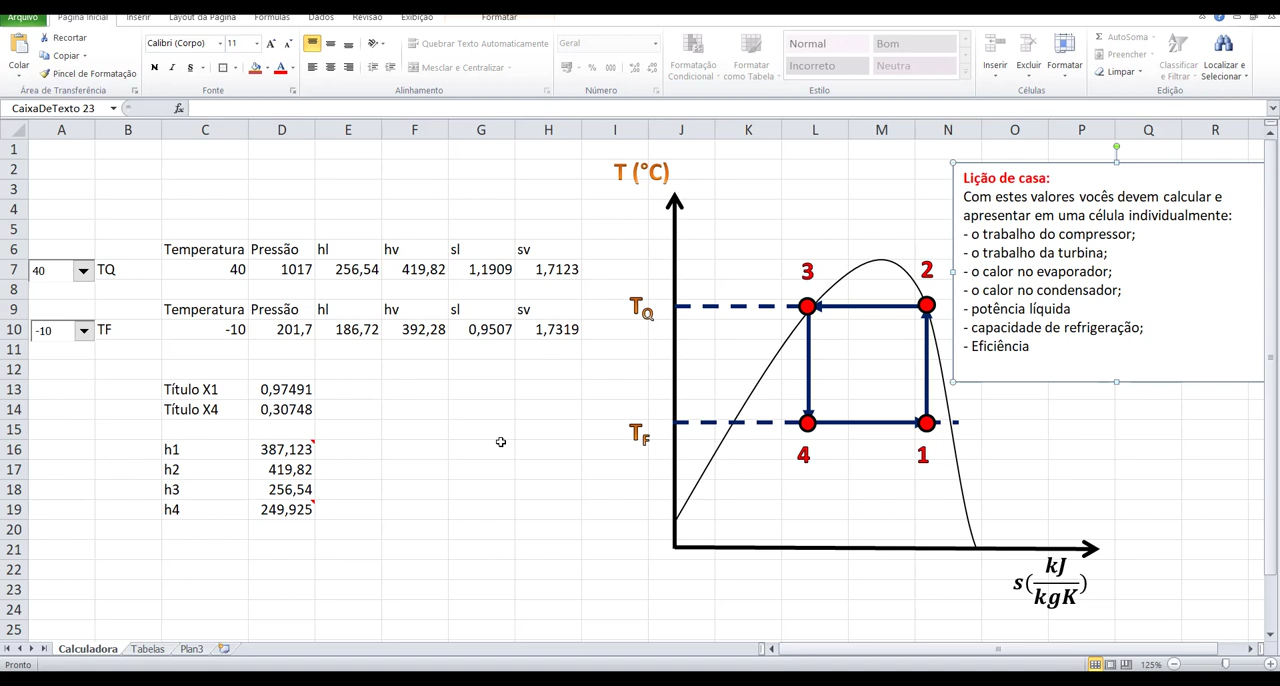 Arquivo Página Inicial Inserir Layout da Página Fórmulas Dados Revisão Exibição Formatar
Colar
Recortar
Copiar
Pincel de Formatação
Área de Transferência
Calibri (Corpo) 11
N I S
Fonte
Quebrar Texto Automaticamente
Mesclar e Centralizar
Alinhamento
Geral
% 000
Número
Formatação Condicional
Formatar como Tabela
Normal Bom
Incorreto Neutra
Estilo
Inserir Excluir Formatar
Células
AutoSoma
Preencher
Limpar
Classificar e Filtrar
Localizar e Selecionar
Edição
CaixaDeTexto 23 fx
A B C D E F G H I J K L M N O P Q R
1
2
3
4
5
6 Temperatura Pressão hl hv sl sv
7 40 TQ 40 1017 256,54 419,82 1,1909 1,7123
8
9 Temperatura Pressão hl hv sl sv
10 -10 TF -10 201,7 186,72 392,28 0,9507 1,7319
11
12
13 Título X1 0,97491
14 Título X4 0,30748
15
16 h1 387,123
17 h2 419,82
18 h3 256,54
19 h4 249,925
20
21
22
23
24
25
T (°C)
3 2
TQ
TF
4 1
s(kJ/kgK)
Lição de casa:
Com estes valores vocês devem calcular e
apresentar em uma célula individualmente:
- o trabalho do compressor;
- o trabalho da turbina;
- o calor no evaporador;
- o calor no condensador;
- potência líquida
- capacidade de refrigeração;
- Eficiência
Calculadora Tabelas Plan3
Pronto 125%